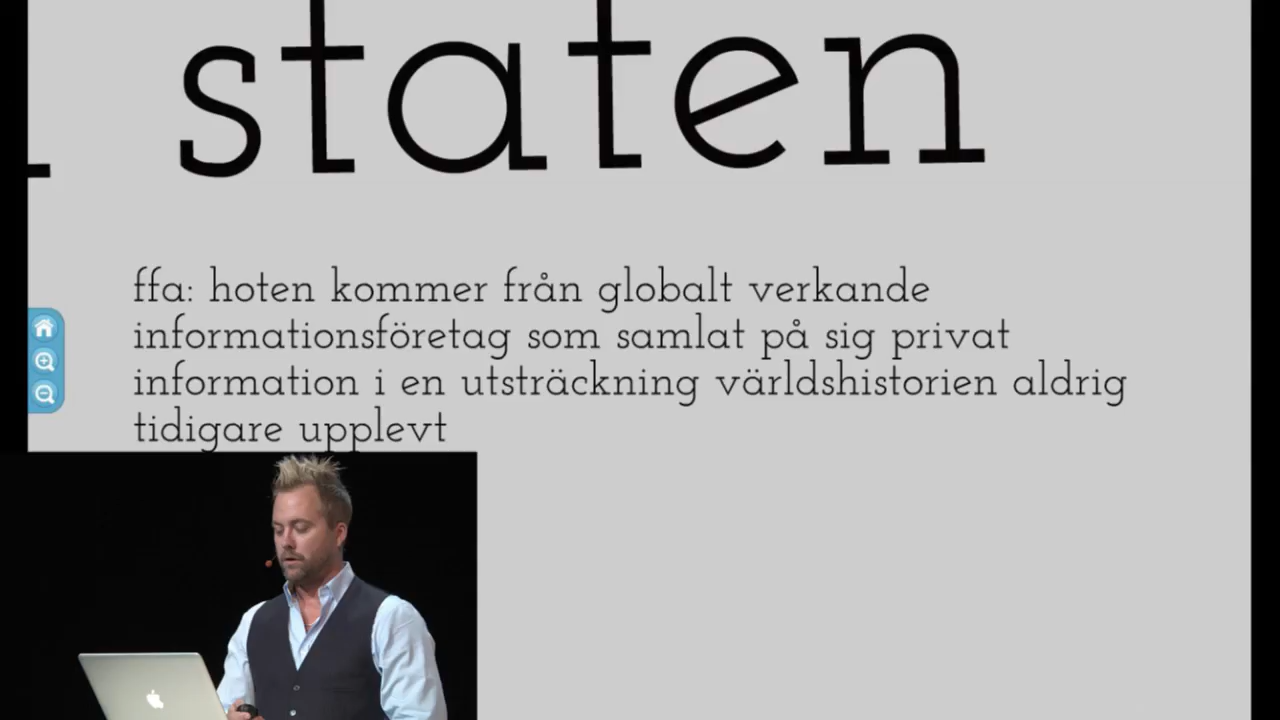 staten
ffa: hoten kommer från globalt verkande
informationsföretag som samlat på sig privat
information i en utsträckning världshistorien aldrig
tidigare upplevt